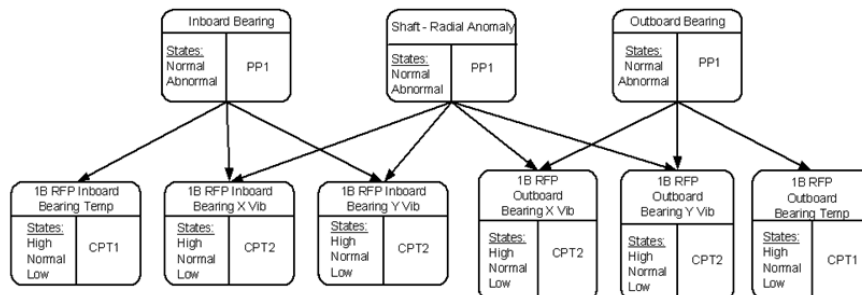 Inboard Bearing
States:
Normal
Abnormal
PP1
Shaft - Radial Anomaly
States:
Normal
Abnormal
PP1
Outboard Bearing
States:
Normal
Abnormal
PP1
1B RFP Inboard
Bearing Temp
States:
High
Normal
Low
CPT1
1B RFP Inboard
Bearing X Vib
States:
High
Normal
Low
CPT2
1B RFP Inboard
Bearing Y Vib
States:
High
Normal
Low
CPT2
1B RFP
Outboard
Bearing X Vib
States:
High
Normal
Low
CPT2
1B RFP
Outboard
Bearing Y Vib
States:
High
Normal
Low
CPT2
1B RFP
Outboard
Bearing Temp
States:
High
Normal
Low
CPT1